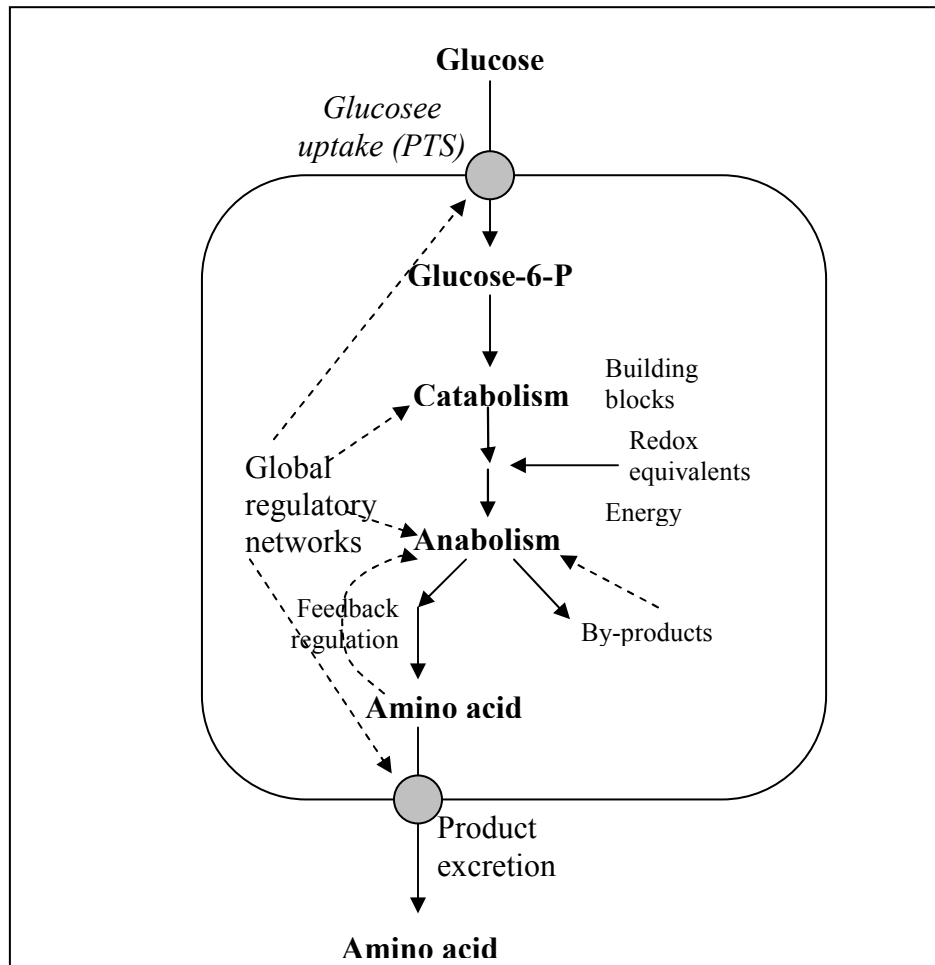 Glucose
Glucosee
uptake (PTS)
Glucose-6-P
Catabolism
Building
blocks
Redox
equivalents
Energy
Global
regulatory
networks
Anabolism
Feedback
regulation
By-products
Amino acid
Product
excretion
Amino acid